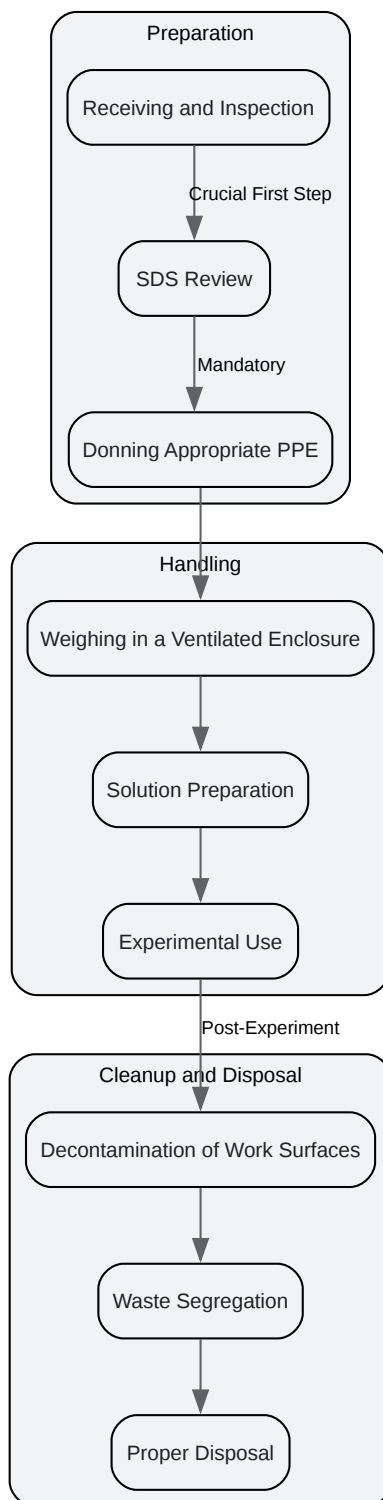 Preparation
Receiving and Inspection
Crucial First Step
SDS Review
Mandatory
Donning Appropriate PPE
Handling
Weighing in a Ventilated Enclosure
Solution Preparation
Experimental Use
Post-Experiment
Cleanup and Disposal
Decontamination of Work Surfaces
Waste Segregation
Proper Disposal